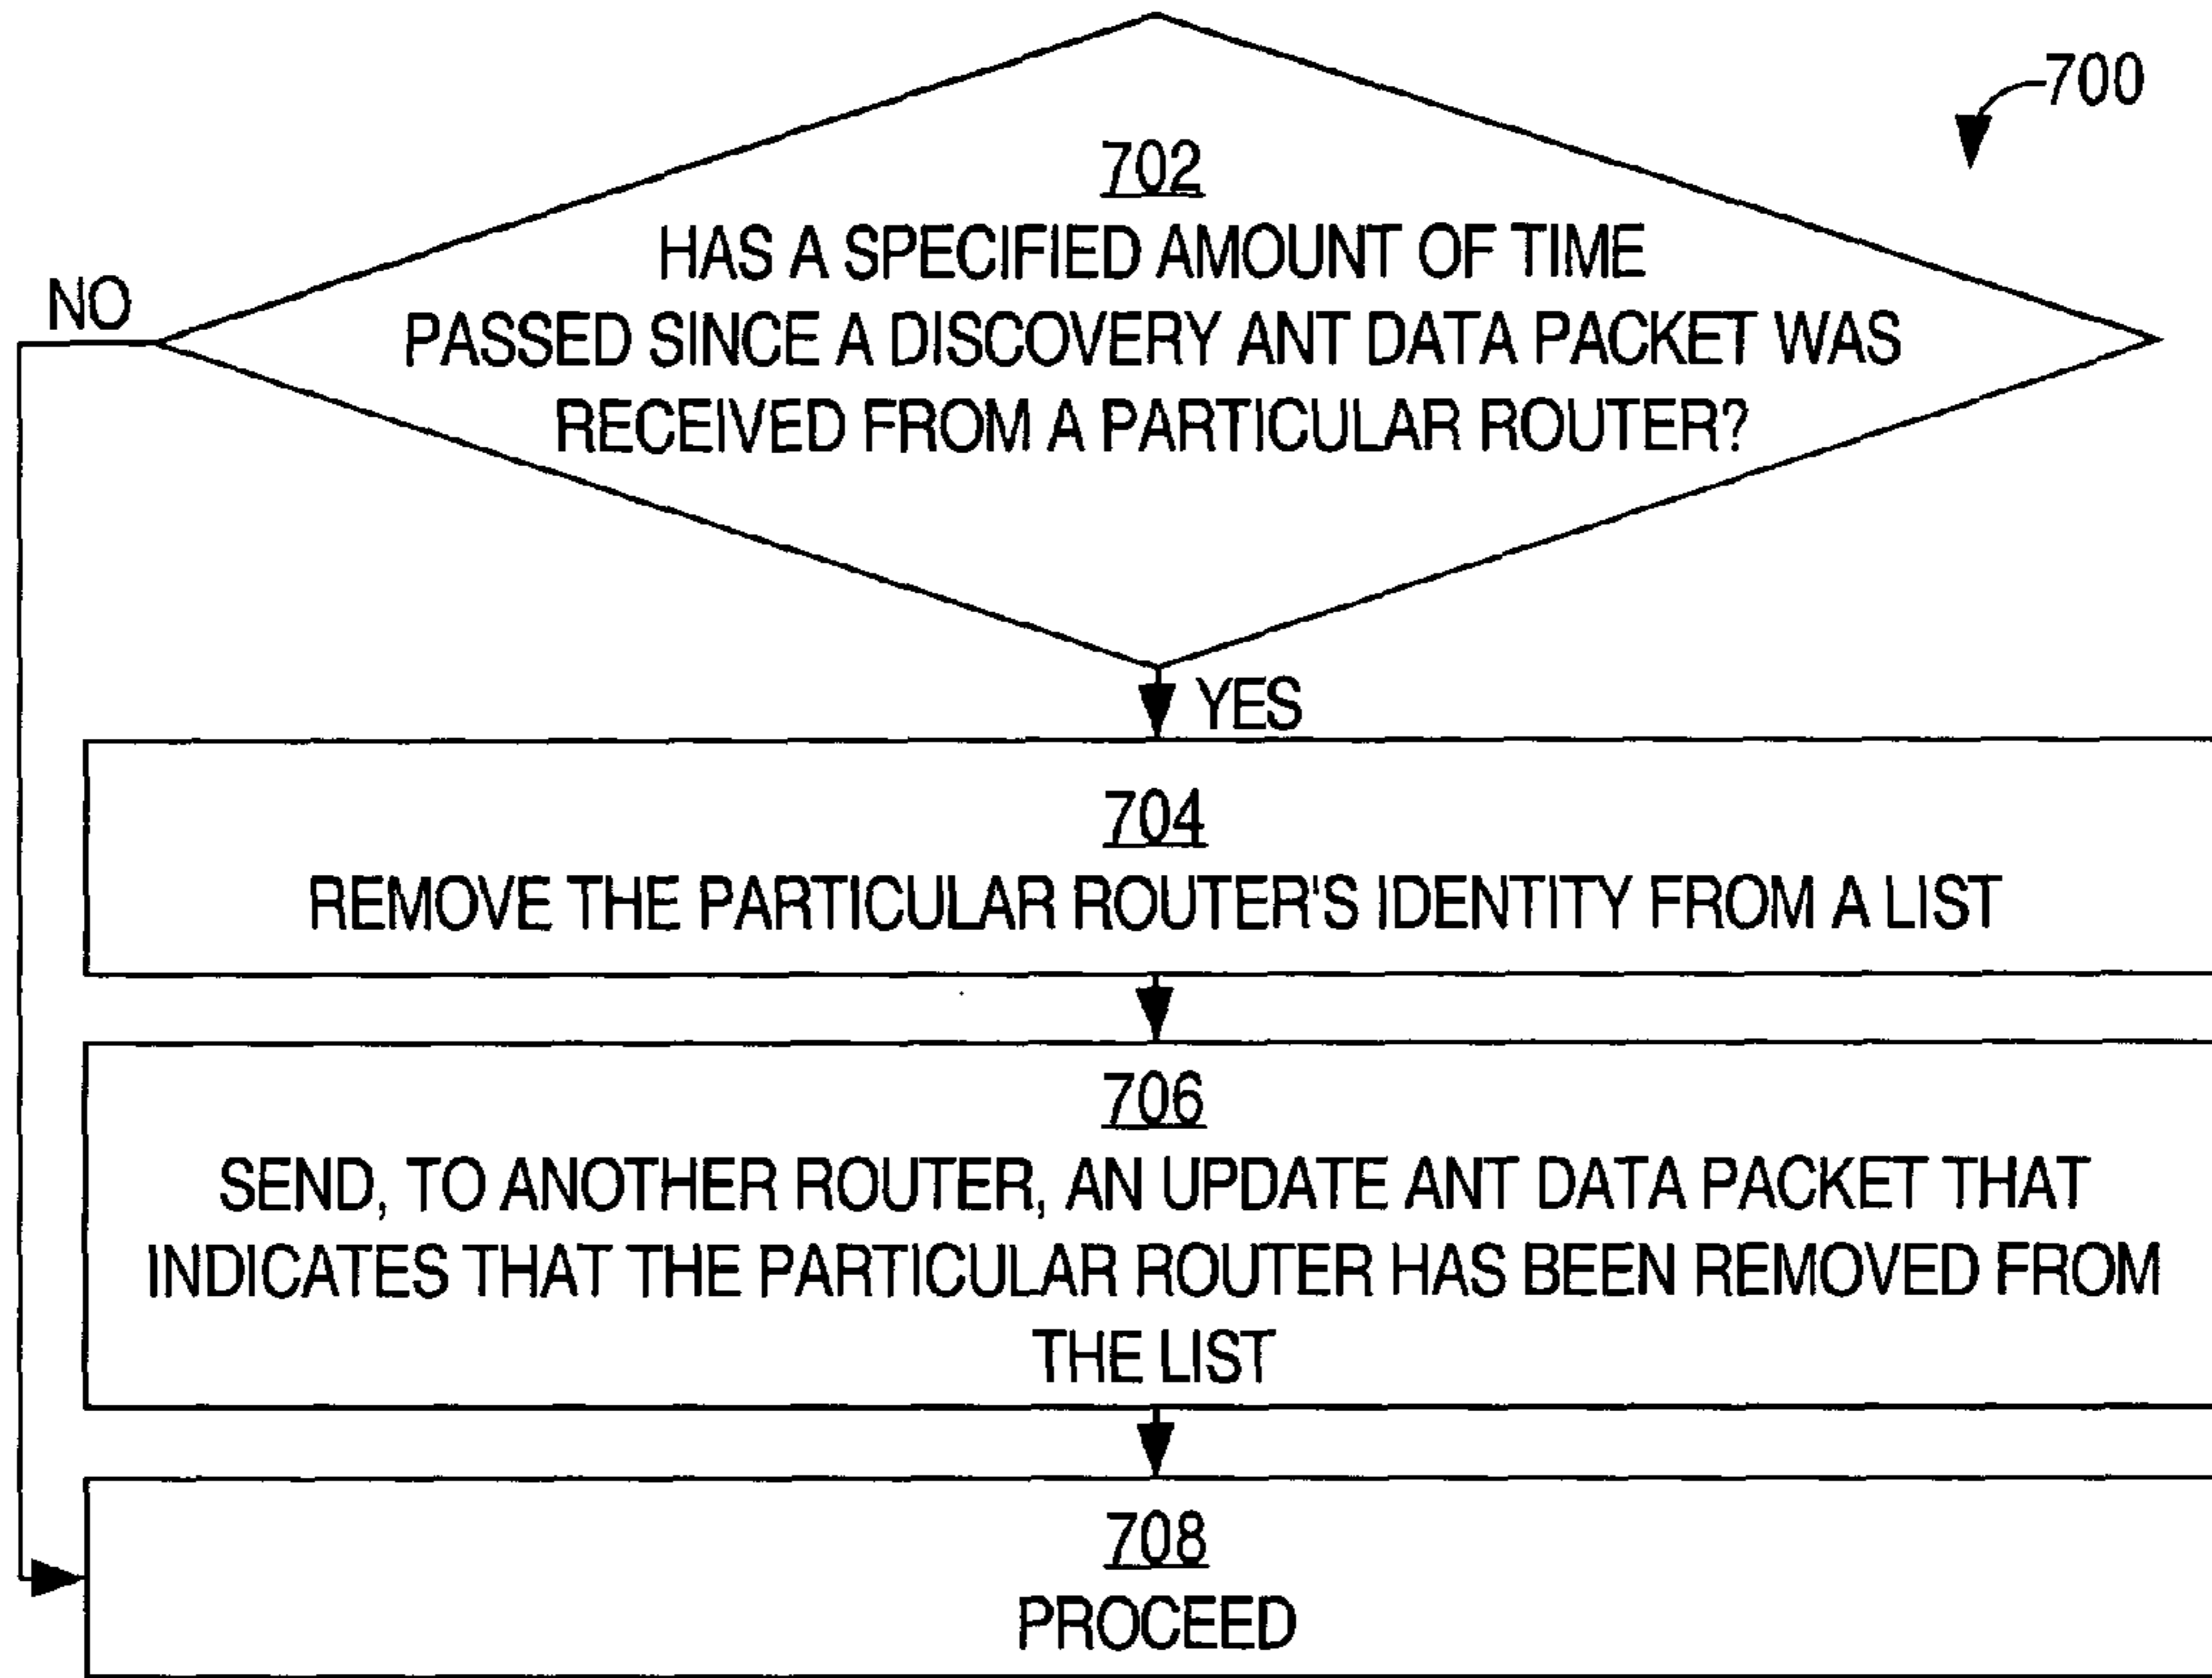 700
702
HAS A SPECIFIED AMOUNT OF TIME
PASSED SINCE A DISCOVERY ANT DATA PACKET WAS
RECEIVED FROM A PARTICULAR ROUTER?
NO
YES
704
REMOVE THE PARTICULAR ROUTER'S IDENTITY FROM A LIST
706
SEND, TO ANOTHER ROUTER, AN UPDATE ANT DATA PACKET THAT
INDICATES THAT THE PARTICULAR ROUTER HAS BEEN REMOVED FROM
THE LIST
708
PROCEED